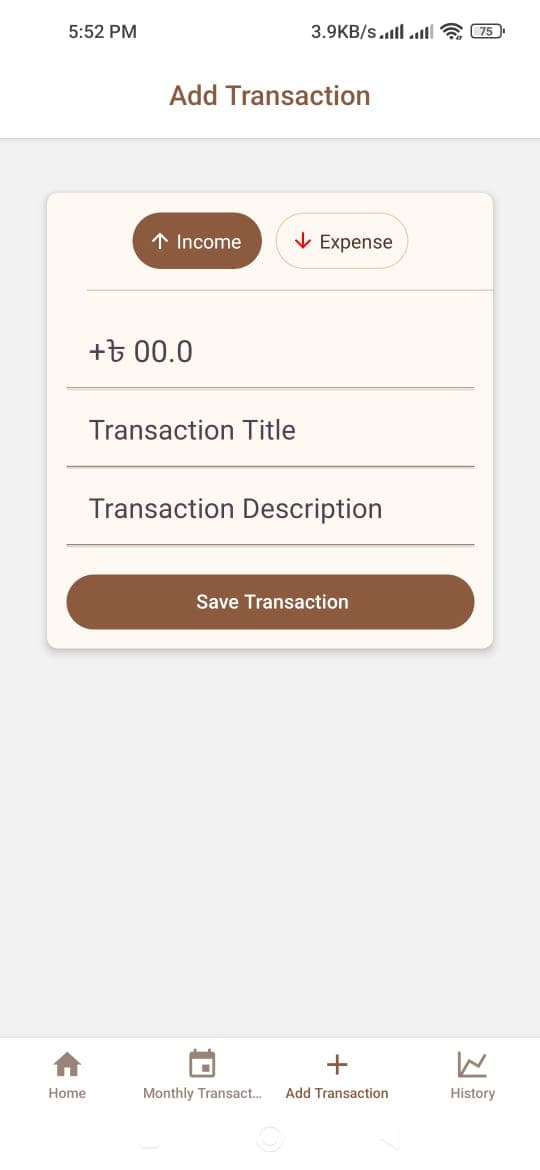 5:52 PM 3.9KB/s 75
Add Transaction
↑ Income ↓ Expense
+৳ 00.0
Transaction Title
Transaction Description
Save Transaction
Home Monthly Transact... Add Transaction History